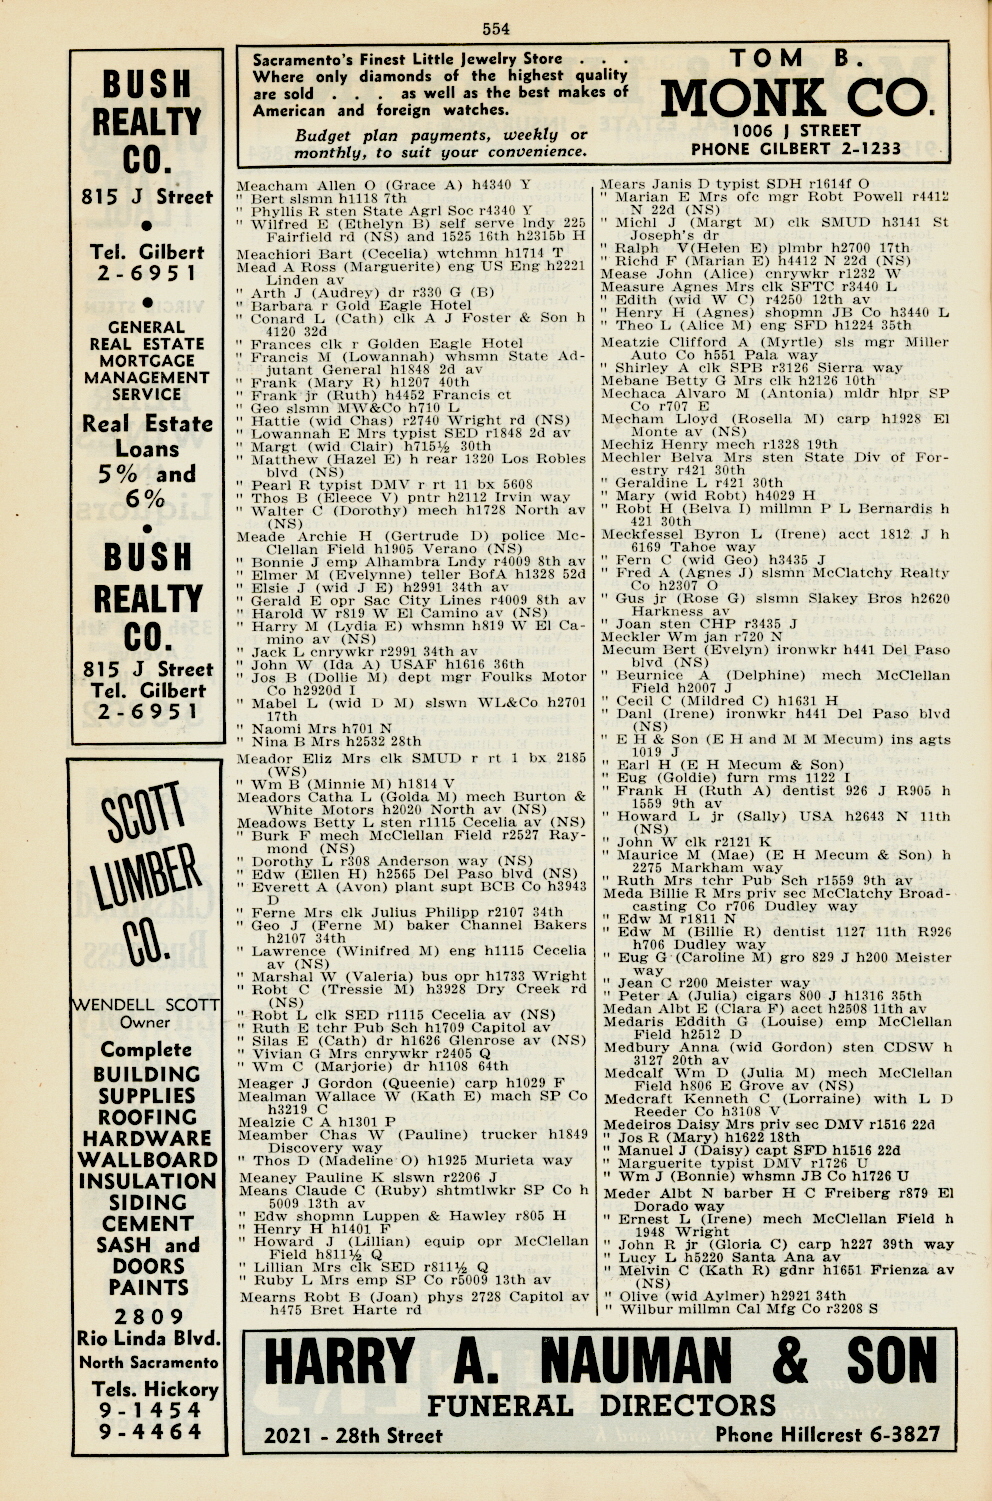 554
BUSH
REALTY
CO.
815 J Street
●
Tel. Gilbert
2-6951
●
GENERAL
REAL ESTATE
MORTGAGE
MANAGEMENT
SERVICE
Real Estate
Loans
5% and
6%
●
BUSH
REALTY
CO.
815 J Street
Tel. Gilbert
2-6951
SCOTT
LUMBER
CO.
WENDELL SCOTT
Owner
Complete
BUILDING
SUPPLIES
ROOFING
HARDWARE
WALLBOARD
INSULATION
SIDING
CEMENT
SASH and
DOORS
PAINTS
2809
Rio Linda Blvd.
North Sacramento
Tels. Hickory
9-1454
9-4464
Sacramento's Finest Little Jewelry Store . . .
Where only diamonds of the highest quality
are sold . . . as well as the best makes of
American and foreign watches.
Budget plan payments, weekly or
monthly, to suit your convenience.
TOM B.
MONK CO.
1006 J STREET
PHONE GILBERT 2-1233
Meacham Allen O (Grace A) h4340 Y
" Bert slsmn h1118 7th
" Phyllis R sten State Agrl Soc r4340 Y
" Wilfred E (Ethelyn B) self serve lndy 225
Fairfield rd (NS) and 1525 16th h2315b H
Meachiori Bart (Cecelia) wtchmn h1714 T
Mead A Ross (Marguerite) eng US Eng h2221
Linden av
" Arth J (Audrey) dr r330 G (B)
" Barbara r Gold Eagle Hotel
" Conard L (Cath) clk A J Foster & Son h
4120 32d
" Frances clk r Golden Eagle Hotel
" Francis M (Lowannah) whsmn State Ad-
jutant General h1848 2d av
" Frank (Mary R) h1207 40th
" Frank jr (Ruth) h4452 Francis ct
" Geo slsmn MW&Co h710 L
" Hattie (wid Chas) r2740 Wright rd (NS)
" Lowannah E Mrs typist SED r1848 2d av
" Margt (wid Clair) h715½ 30th
" Matthew (Hazel E) h rear 1320 Los Robles
blvd (NS)
" Pearl R typist DMV r rt 11 bx 5608
" Thos B (Eleece V) pntr h2112 Irvin way
" Walter C (Dorothy) mech h1728 North av
(NS)
Meade Archie H (Gertrude D) police Mc-
Clellan Field h1905 Verano (NS)
" Bonnie J emp Alhambra Lndy r4009 8th av
" Elmer M (Evelynne) teller BofA h1328 52d
" Elsie J (wid J E) h2991 34th av
" Gerald E opr Sac City Lines r4009 8th av
" Harold W r819 W El Camino av (NS)
" Harry M (Lydia E) whsmn h819 W El Ca-
mino av (NS)
" Jack L cnrywkr r2991 34th av
" John W (Ida A) USAF h1616 36th
" Jos B (Dollie M) dept mgr Foulks Motor
Co h2920d I
" Mabel L (wid D M) slswn WL&Co h2701
17th
" Naomi Mrs h701 N
" Nina B Mrs h2532 28th
Meador Eliz Mrs clk SMUD r rt 1 bx 2185
(WS)
" Wm B (Minnie M) h1814 V
Meadors Catha L (Golda M) mech Burton &
White Motors h2020 North av (NS)
Meadows Betty L sten r1115 Cecelia av (NS)
" Burk F mech McClellan Field r2527 Ray-
mond (NS)
" Dorothy L r308 Anderson way (NS)
" Edw (Ellen H) h2565 Del Paso blvd (NS)
" Everett A (Avon) plant supt BCB Co h3943
D
" Ferne Mrs clk Julius Philipp r2107 34th
" Geo J (Ferne M) baker Channel Bakers
h2107 34th
" Lawrence (Winifred M) eng h1115 Cecelia
av (NS)
" Marshal W (Valeria) bus opr h1733 Wright
" Robt C (Tressie M) h3928 Dry Creek rd
(NS)
" Robt L clk SED r1115 Cecelia av (NS)
" Ruth E tchr Pub Sch h1709 Capitol av
" Silas E (Cath) dr h1626 Glenrose av (NS)
" Vivian G Mrs cnrywkr r2405 Q
" Wm C (Marjorie) dr h1108 64th
Meager J Gordon (Queenie) carp h1029 F
Mealman Wallace W (Kath E) mach SP Co
h3219 C
Mealzie C A h1301 P
Meamber Chas W (Pauline) trucker h1849
Discovery way
" Thos D (Madeline O) h1925 Murieta way
Meaney Pauline K slswn r2206 J
Means Claude C (Ruby) shtmtlwkr SP Co h
5009 13th av
" Edw shopmn Luppen & Hawley r805 H
" Henry H h1401 F
" Howard J (Lillian) equip opr McClellan
Field h811½ Q
" Lillian Mrs clk SED r811½ Q
" Ruby L Mrs emp SP Co r5009 13th av
Mearns Robt B (Joan) phys 2728 Capitol av
h475 Bret Harte rd
Mears Janis D typist SDH r1614f O
" Marian E Mrs ofc mgr Robt Powell r4412
N 22d (NS)
" Michl J (Margt M) clk SMUD h3141 St
Joseph's dr
" Ralph V(Helen E) plmbr h2700 17th
" Richd F (Marian E) h4412 N 22d (NS)
Mease John (Alice) cnrywkr r1232 W
Measure Agnes Mrs clk SFTC r3440 L
" Edith (wid W C) r4250 12th av
" Henry H (Agnes) shopmn JB Co h3440 L
" Theo L (Alice M) eng SFD h1224 35th
Meatzie Clifford A (Myrtle) sls mgr Miller
Auto Co h551 Pala way
" Shirley A clk SPB r3126 Sierra way
Mebane Betty G Mrs clk h2126 10th
Mechaca Alvaro M (Antonia) mldr hlpr SP
Co r707 E
Mecham Lloyd (Rosella M) carp h1928 El
Monte av (NS)
Mechiz Henry mech r1328 19th
Mechler Belva Mrs sten State Div of For-
estry r421 30th
" Geraldine L r421 30th
" Mary (wid Robt) h4029 H
" Robt H (Belva I) millmn P L Bernardis h
421 30th
Meckfessel Byron L (Irene) acct 1812 J h
6169 Tahoe way
" Fern C (wid Geo) h3435 J
" Fred A (Agnes J) slsmn McClatchy Realty
Co h2307 O
" Gus jr (Rose G) slsmn Slakey Bros h2620
Harkness av
" Joan sten CHP r3435 J
Meckler Wm jan r720 N
Mecum Bert (Evelyn) ironwkr h441 Del Paso
blvd (NS)
" Beurnice A (Delphine) mech McClellan
Field h2007 J
" Cecil C (Mildred C) h1631 H
" Danl (Irene) ironwkr h441 Del Paso blvd
(NS)
" E H & Son (E H and M M Mecum) ins agts
1019 J
" Earl H (E H Mecum & Son)
" Eug (Goldie) furn rms 1122 I
" Frank H (Ruth A) dentist 926 J R905 h
1559 9th av
" Howard L jr (Sally) USA h2643 N 11th
(NS)
" John W clk r2121 K
" Maurice M (Mae) (E H Mecum & Son) h
2275 Markham way
" Ruth Mrs tchr Pub Sch r1559 9th av
Meda Billie R Mrs priv sec McClatchy Broad-
casting Co r706 Dudley way
" Edw M r1811 N
" Edw M (Billie R) dentist 1127 11th R926
h706 Dudley way
" Eug G (Caroline M) gro 829 J h200 Meister
way
" Jean C r200 Meister way
" Peter A (Julia) cigars 800 J h1316 35th
Medan Albt E (Clara F) acct h2508 11th av
Medaris Eddith G (Louise) emp McClellan
Field h2512 D
Medbury Anna (wid Gordon) sten CDSW h
3127 20th av
Medcalf Wm D (Julia M) mech McClellan
Field h806 E Grove av (NS)
Medcraft Kenneth C (Lorraine) with L D
Reeder Co h3108 V
Medeiros Daisy Mrs priv sec DMV r1516 22d
" Jos R (Mary) h1622 18th
" Manuel J (Daisy) capt SFD h1516 22d
" Marguerite typist DMV r1726 U
" Wm J (Bonnie) whsmn JB Co h1726 U
Meder Albt N barber H C Freiberg r879 El
Dorado way
" Ernest L (Irene) mech McClellan Field h
1948 Wright
" John R jr (Gloria C) carp h227 39th way
" Lucy L h5220 Santa Ana av
" Melvin C (Kath R) gdnr h1651 Frienza av
(NS)
" Olive (wid Aylmer) h2921 34th
" Wilbur millmn Cal Mfg Co r3208 S
HARRY A. NAUMAN & SON
FUNERAL DIRECTORS
2021 - 28th Street
Phone Hillcrest 6-3827